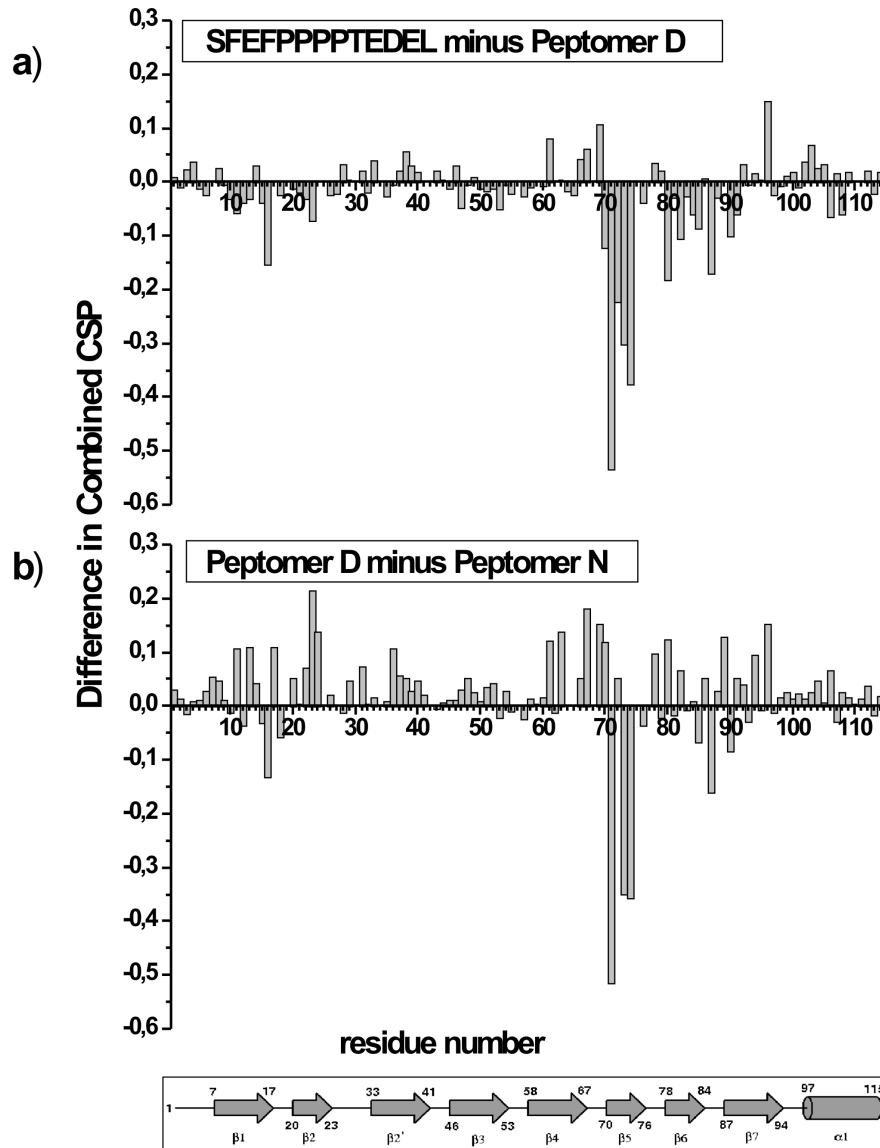 a)
SFEFPPPPTEDEL minus Peptomer D
0,3
0,2
0,1
0,0
-0,1
-0,2
-0,3
-0,4
-0,5
-0,6
10 20 30 40 50 60 70 80 90 100 110
Difference in Combined CSP
b)
Peptomer D minus Peptomer N
0,3
0,2
0,1
0,0
-0,1
-0,2
-0,3
-0,4
-0,5
-0,6
10 20 30 40 50 60 70 80 90 100 110
residue number
7 17 33 41 58 67 78 84 97 115
1
20 23 46 53 70 76 87 94
β1 β2 β2' β3 β4 β5 β6 β7 α1